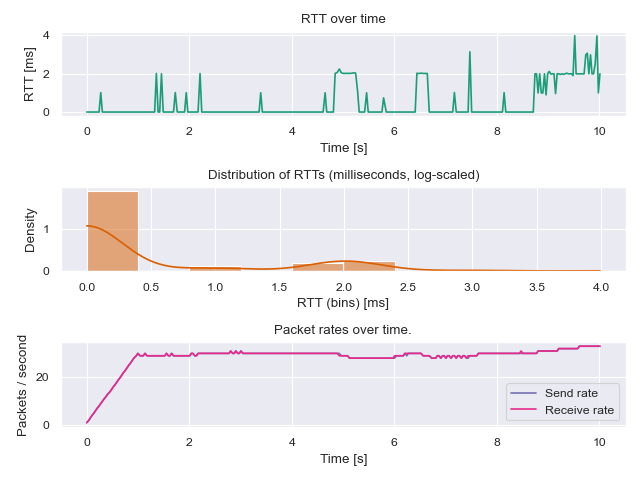 RTT over time
RTT [ms]
4
2
0
0 2 4 6 8 10
Time [s]
Distribution of RTTs (milliseconds, log-scaled)
Density
1
0
0.0 0.5 1.0 1.5 2.0 2.5 3.0 3.5 4.0
RTT (bins) [ms]
Packet rates over time.
Packets / second
20
0
Send rate
Receive rate
0 2 4 6 8 10
Time [s]